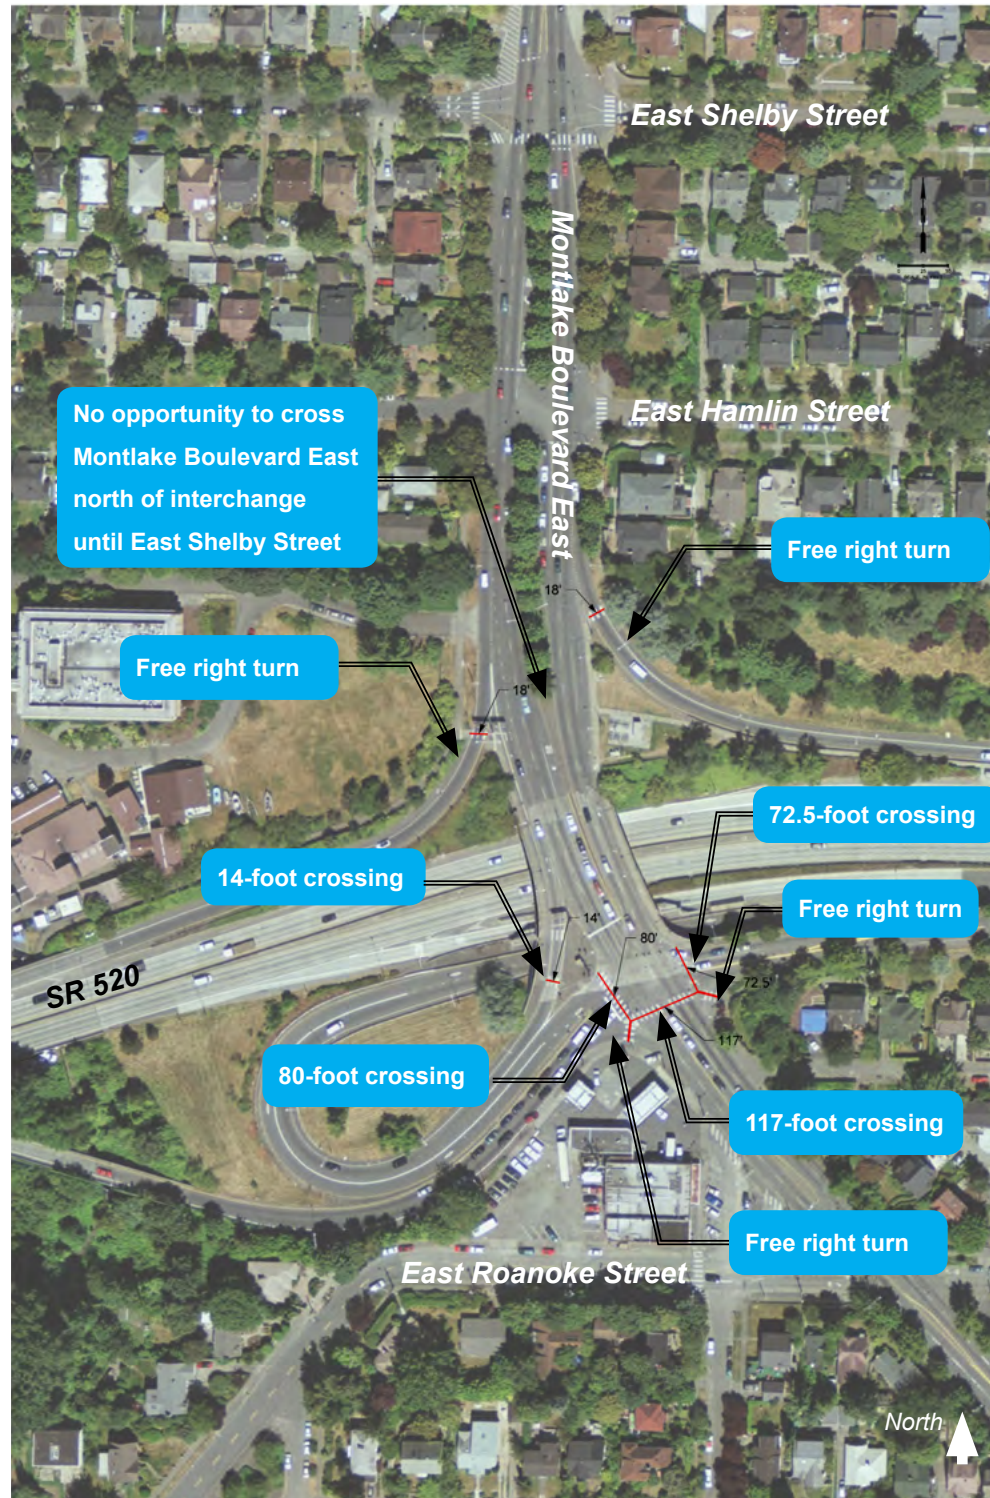 East Shelby Street
Montlake Boulevard East
No opportunity to cross
Montlake Boulevard East
north of interchange
until East Shelby Street
East Hamlin Street
Free right turn
18'
Free right turn
18'
72.5-foot crossing
14-foot crossing
Free right turn
14'
80'
SR 520
72.5'
117'
80-foot crossing
117-foot crossing
Free right turn
East Roanoke Street
North